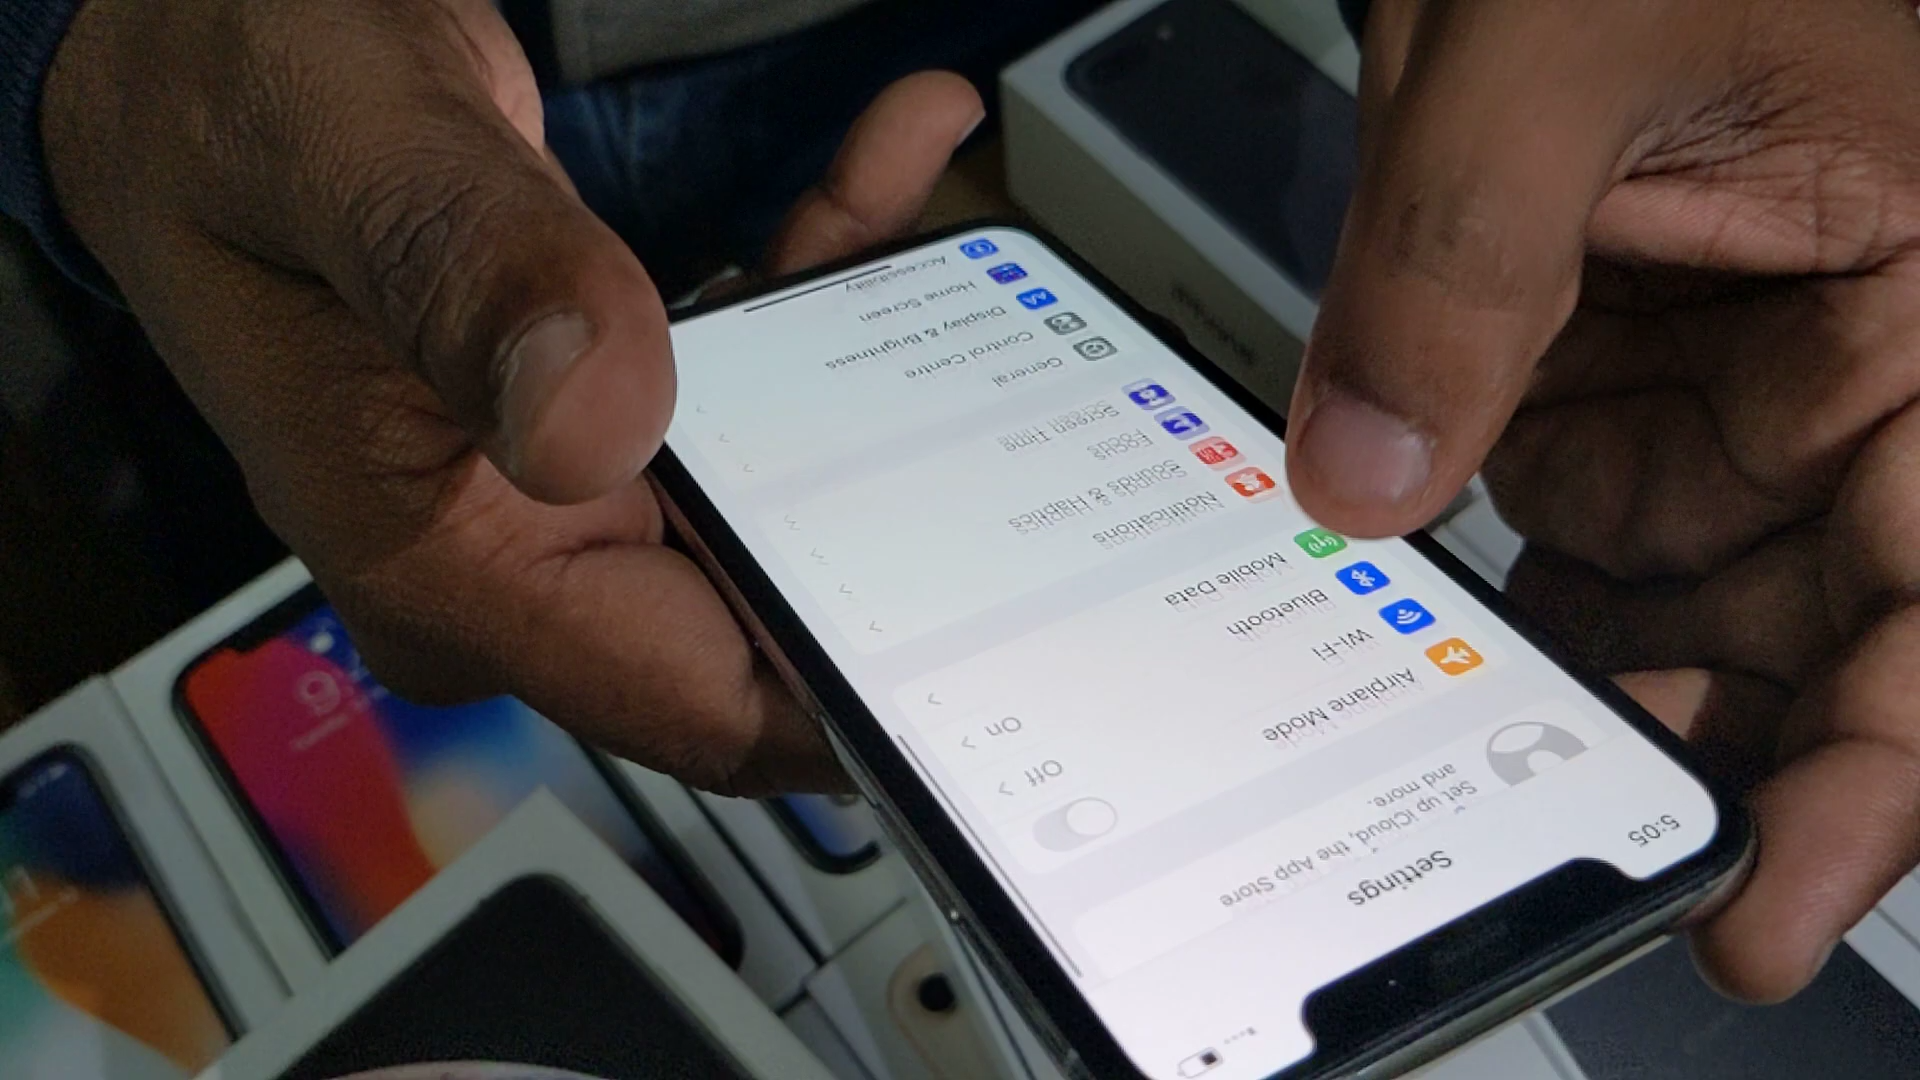 5:05
Settings
Set up iCloud, the App Store
and more.
Airplane Mode
Wi-Fi Off
Bluetooth On
Mobile Data
Notifications
Sounds & Haptics
Focus
Screen Time
General
Control Centre
Display & Brightness
Home Screen
Accessibility